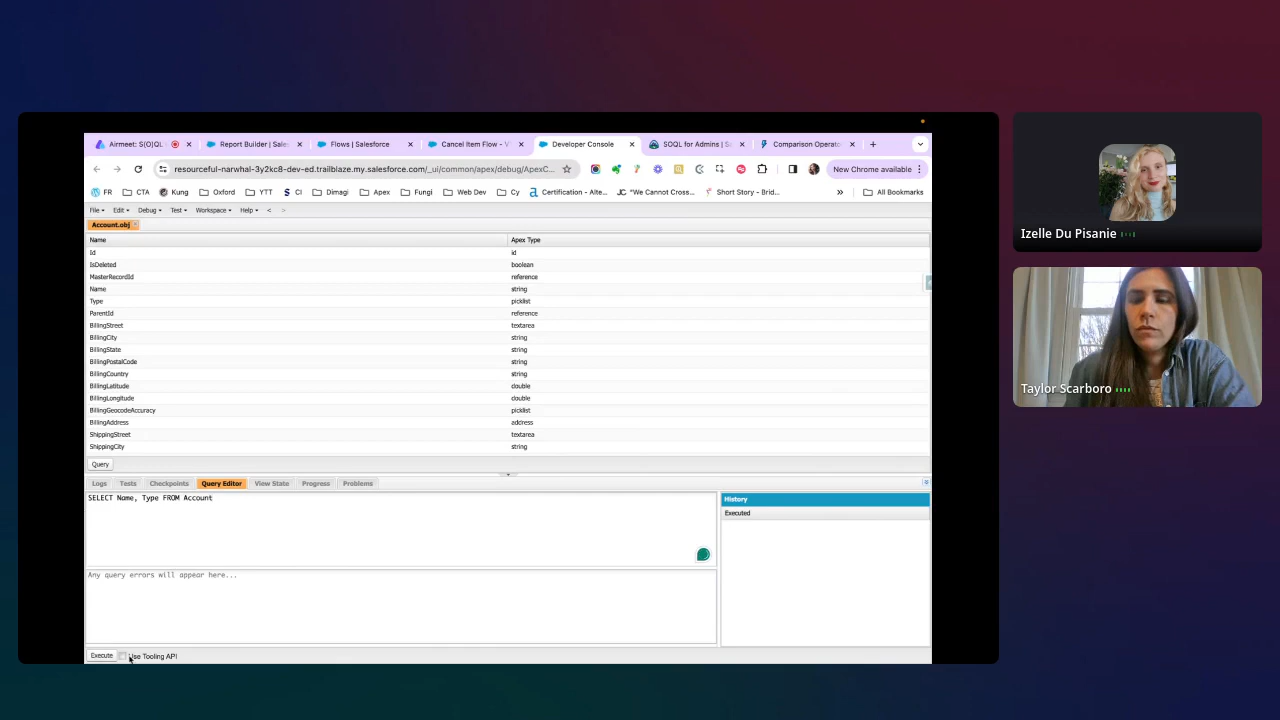 Airmeet: S(O)QL
Report Builder | Sales
Flows | Salesforce
Cancel Item Flow - V
Developer Console
SOQL for Admins | S
Comparison Operato
resourceful-narwhal-3y2kc8-dev-ed.trailblaze.my.salesforce.com/_ui/common/apex/debug/ApexC...
New Chrome available
FR
CTA
Kung
Oxford
YTT
CI
Dimagi
Apex
Fungi
Web Dev
Cy
Certification - Alte...
"We Cannot Cross...
Short Story - Brid...
»
All Bookmarks
File
Edit
Debug
Test
Workspace
Help
<
>
Account.obj
Name
Apex Type
Id
id
IsDeleted
boolean
MasterRecordId
reference
Name
string
Type
picklist
ParentId
reference
BillingStreet
textarea
BillingCity
string
BillingState
string
BillingPostalCode
string
BillingCountry
string
BillingLatitude
double
BillingLongitude
double
BillingGeocodeAccuracy
picklist
BillingAddress
address
ShippingStreet
textarea
ShippingCity
string
Query
Logs
Tests
Checkpoints
Query Editor
View State
Progress
Problems
SELECT Name, Type FROM Account
History
Executed
Any query errors will appear here...
Execute
Use Tooling API
Izelle Du Pisanie
Taylor Scarboro